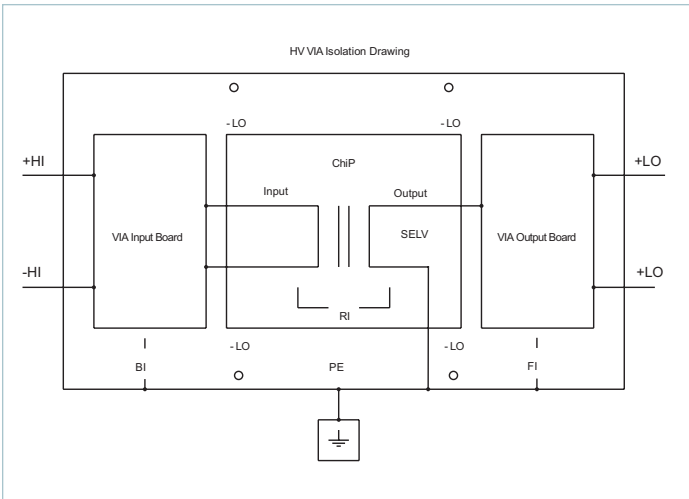 HV VIA Isolation Drawing
-LO
-LO
+HI
ChiP
+LO
Input
Output
VIA Input Board
SELV
VIA Output Board
-HI
+LO
RI
-LO
-LO
BI
PE
FI